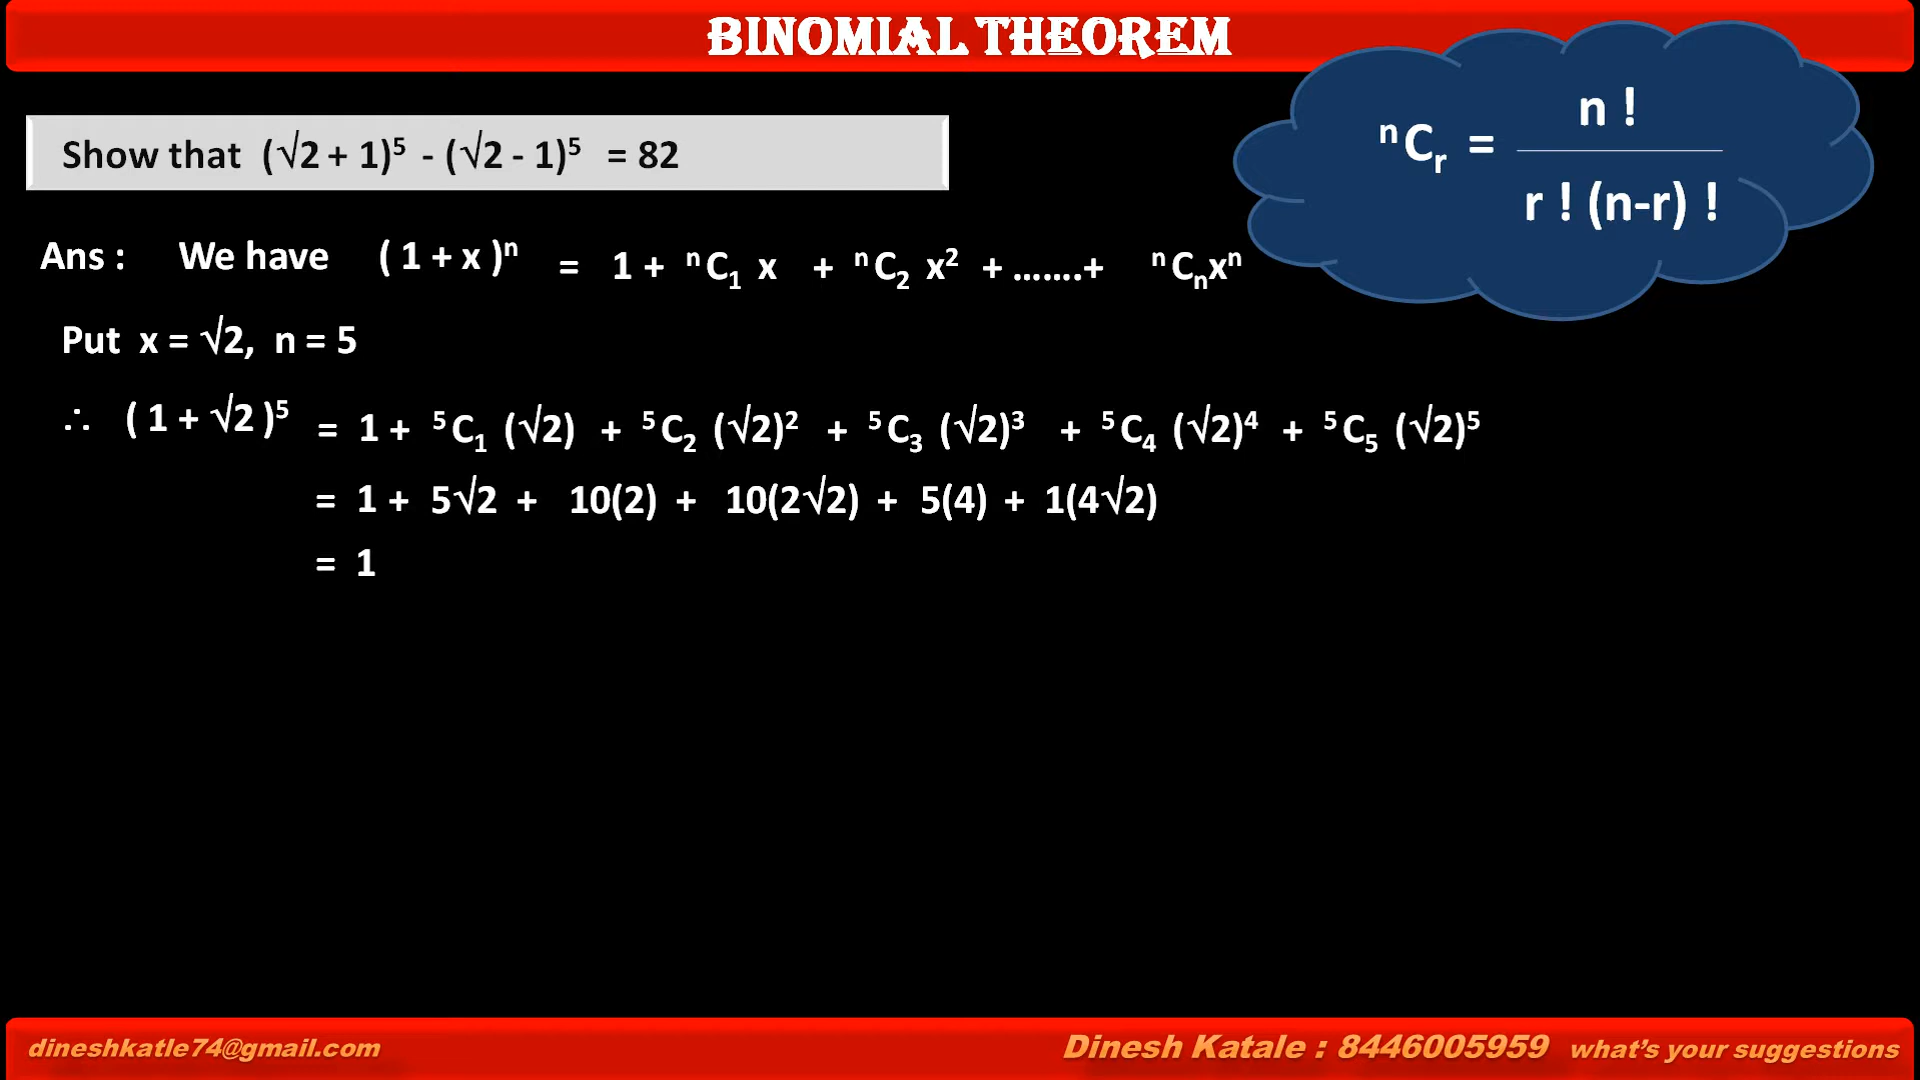 BINOMIAL THEOREM
ⁿCᵣ = n ! / r ! (n-r) !
Show that (√2 + 1)⁵ - (√2 - 1)⁵ = 82
Ans : We have ( 1 + x )ⁿ = 1 + ⁿC₁ x + ⁿC₂ x² + .......+ ⁿCₙxⁿ
Put x = √2, n = 5
∴ ( 1 + √2 )⁵ = 1 + ⁵C₁ (√2) + ⁵C₂ (√2)² + ⁵C₃ (√2)³ + ⁵C₄ (√2)⁴ + ⁵C₅ (√2)⁵
= 1 + 5√2 + 10(2) + 10(2√2) + 5(4) + 1(4√2)
= 1
dineshkatle74@gmail.com Dinesh Katale : 8446005959 what's your suggestions